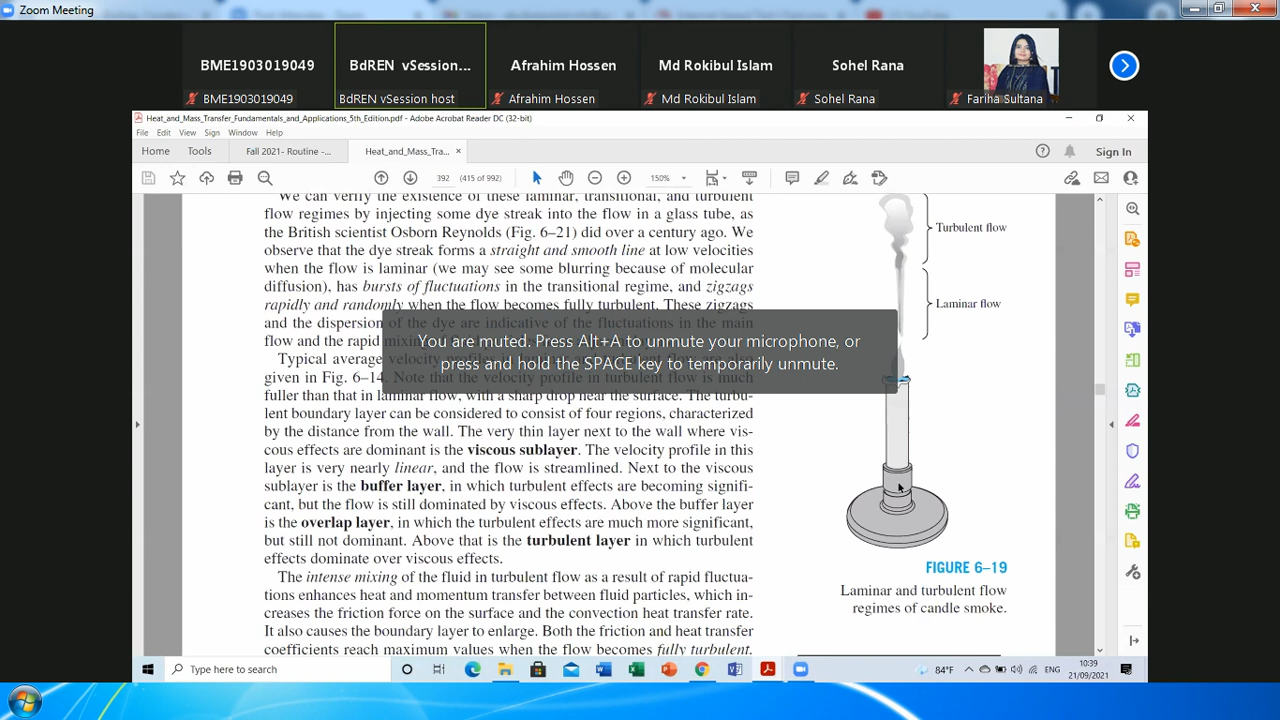 Zoom Meeting
BME1903019049
BdREN vSession...
Afrahim Hossen
Md Rokibul Islam
Sohel Rana
BME1903019049
BdREN vSession host
Afrahim Hossen
Md Rokibul Islam
Sohel Rana
Fariha Sultana
Heat_and_Mass_Transfer_Fundamentals_and_Applications_5th_Edition.pdf - Adobe Acrobat Reader DC (32-bit)
File Edit View Sign Window Help
Home Tools Fall 2021- Routine -... Heat_and_Mass_Tra... × Sign In
392 (415 of 992) 150%
We can verify the existence of these laminar, transitional, and turbulent
flow regimes by injecting some dye streak into the flow in a glass tube, as
the British scientist Osborn Reynolds (Fig. 6–21) did over a century ago. We
observe that the dye streak forms a straight and smooth line at low velocities
when the flow is laminar (we may see some blurring because of molecular
diffusion), has bursts of fluctuations in the transitional regime, and zigzags
rapidly and randomly when the flow becomes fully turbulent. These zigzags
and the dispersion of the dye are indicative of the fluctuations in the main
flow and the rapid
Typical average
given in Fig. 6–14. Note that the velocity profile in turbulent flow is much
fuller than that in laminar flow, with a sharp drop near the surface. The turbu-
lent boundary layer can be considered to consist of four regions, characterized
by the distance from the wall. The very thin layer next to the wall where vis-
cous effects are dominant is the viscous sublayer. The velocity profile in this
layer is very nearly linear, and the flow is streamlined. Next to the viscous
sublayer is the buffer layer, in which turbulent effects are becoming signifi-
cant, but the flow is still dominated by viscous effects. Above the buffer layer
is the overlap layer, in which the turbulent effects are much more significant,
but still not dominant. Above that is the turbulent layer in which turbulent
effects dominate over viscous effects.
The intense mixing of the fluid in turbulent flow as a result of rapid fluctua-
tions enhances heat and momentum transfer between fluid particles, which in-
creases the friction force on the surface and the convection heat transfer rate.
It also causes the boundary layer to enlarge. Both the friction and heat transfer
coefficients reach maximum values when the flow becomes fully turbulent.
You are muted. Press Alt+A to unmute your microphone, or
press and hold the SPACE key to temporarily unmute.
Turbulent flow
Laminar flow
FIGURE 6–19
Laminar and turbulent flow
regimes of candle smoke.
Type here to search
84°F
ENG
10:39
21/09/2021